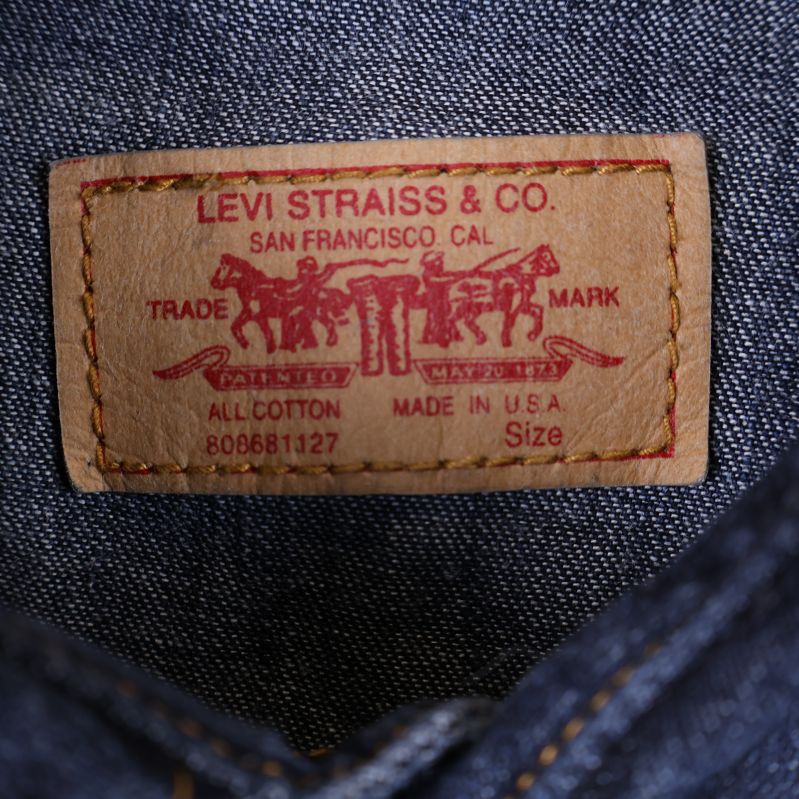 LEVI STRAISS & CO.
SAN FRANCISCO CAL
TRADE MARK
PATENTED MAY 20 1873
ALL COTTON MADE IN U.S.A.
808681127 Size